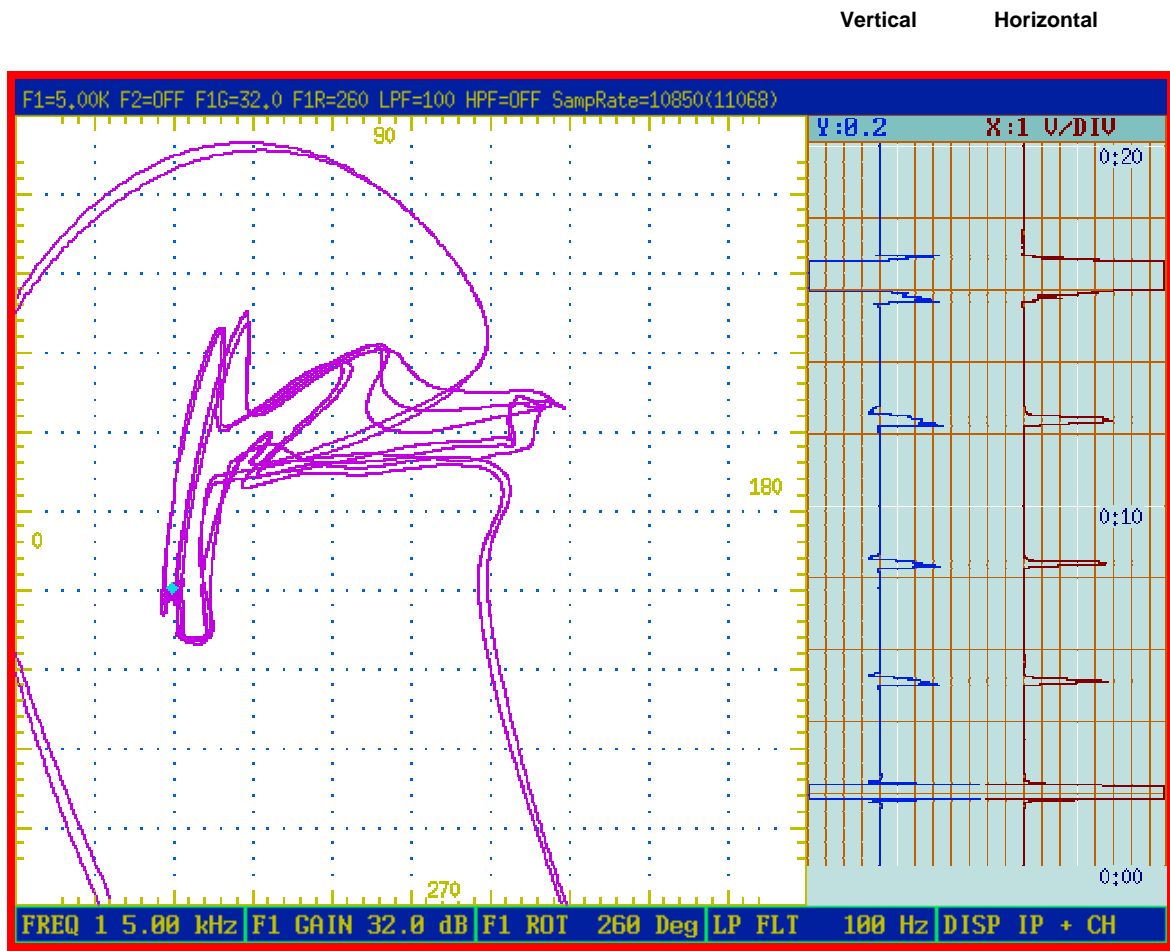 Vertical Horizontal
F1=5.00K F2=OFF F1G=32.0 F1R=260 LPF=100 HPF=OFF SampRate=10850(11068)
Y:0.2 X:1 V/DIV
90
0:20
180
0:10
0
0:00
270
FREQ 1 5.00 kHz F1 GAIN 32.0 dB F1 ROT 260 Deg LP FLT 100 Hz DISP IP + CH